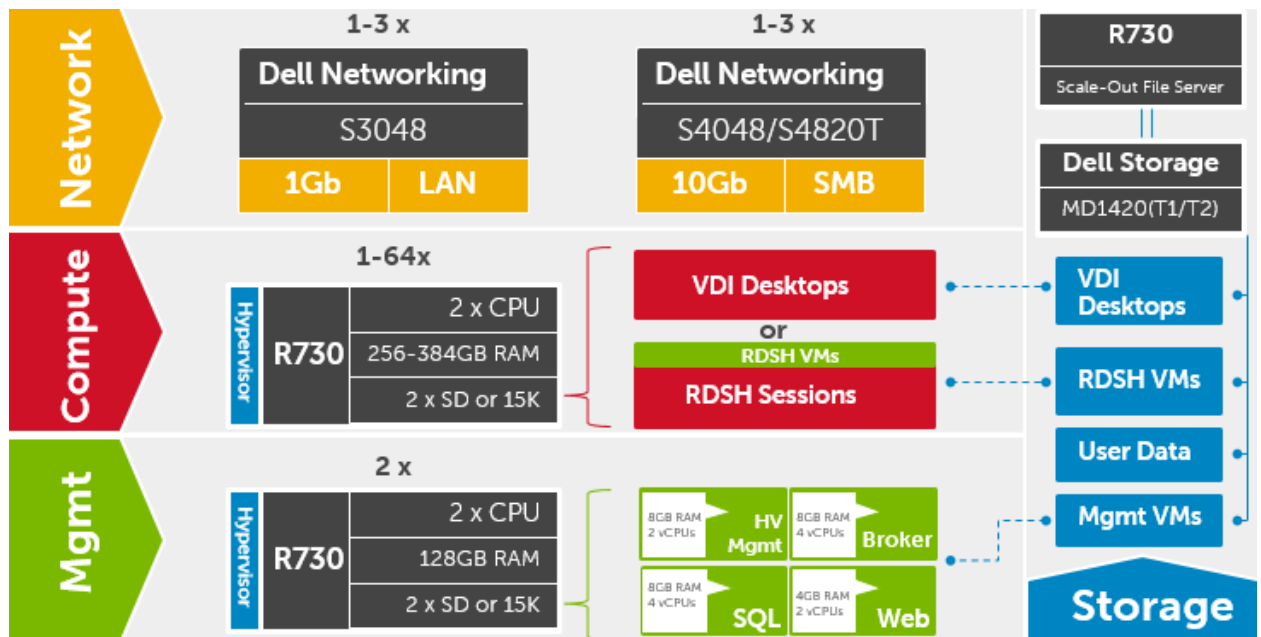 Network
1-3 x
Dell Networking
S3048
1Gb
LAN
1-3 x
Dell Networking
S4048/S4820T
10Gb
SMB
Compute
1-64x
Hypervisor
R730
2 x CPU
256-384GB RAM
2 x SD or 15K
VDI Desktops
or
RDSH VMs
RDSH Sessions
Mgmt
2 x
Hypervisor
R730
2 x CPU
128GB RAM
2 x SD or 15K
8GB RAM
2 vCPUs
HV
Mgmt
8GB RAM
4 vCPUs
Broker
8GB RAM
4 vCPUs
SQL
4GB RAM
2 vCPUs
Web
R730
Scale-Out File Server
Dell Storage
MD1420(T1/T2)
VDI
Desktops
RDSH VMs
User Data
Mgmt VMs
Storage